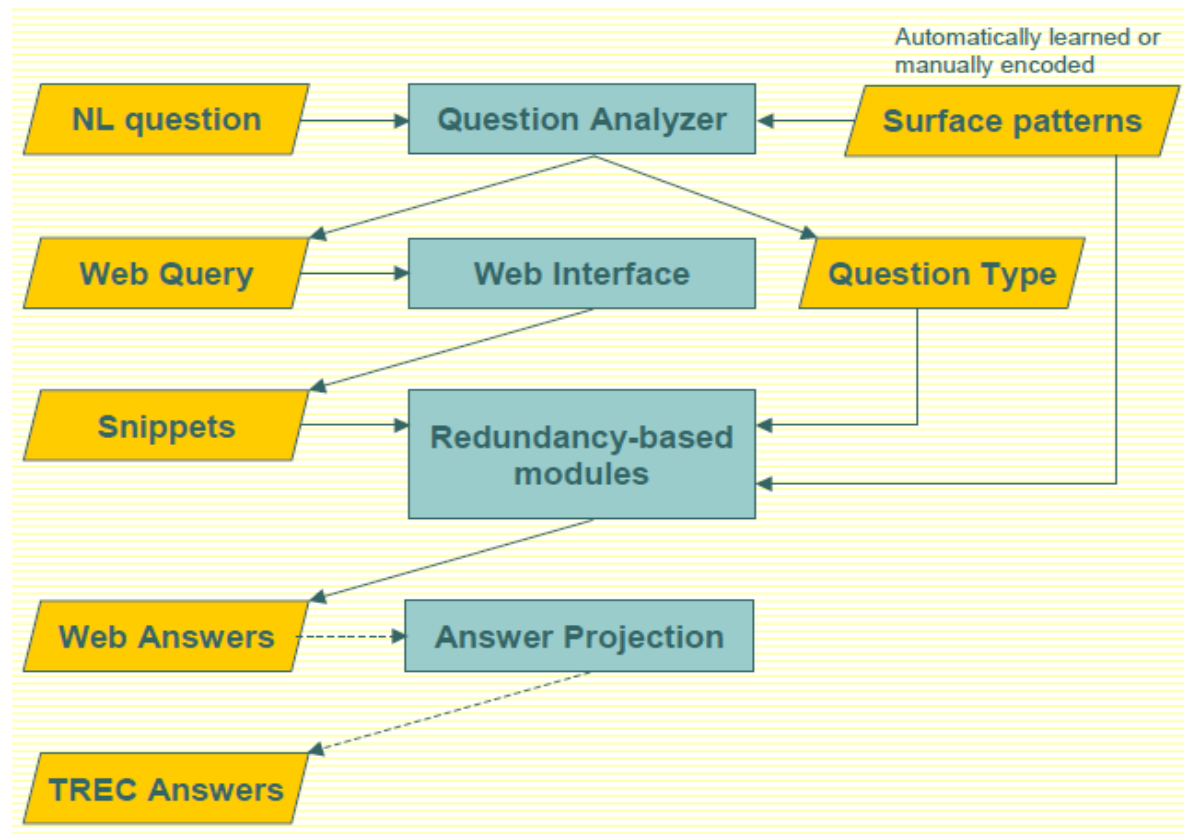 Automatically learned or
manually encoded
NL question
Question Analyzer
Surface patterns
Web Query
Web Interface
Question Type
Snippets
Redundancy-based
modules
Web Answers
Answer Projection
TREC Answers